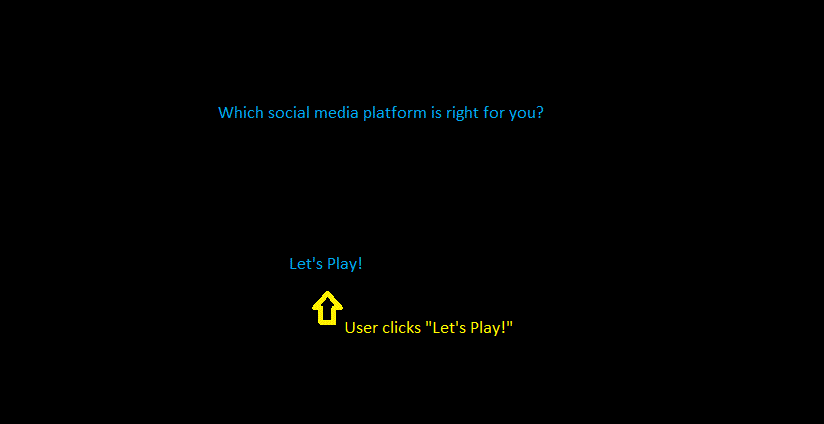 Which social media platform is right for you?
Let's Play!
User clicks "Let's Play!"